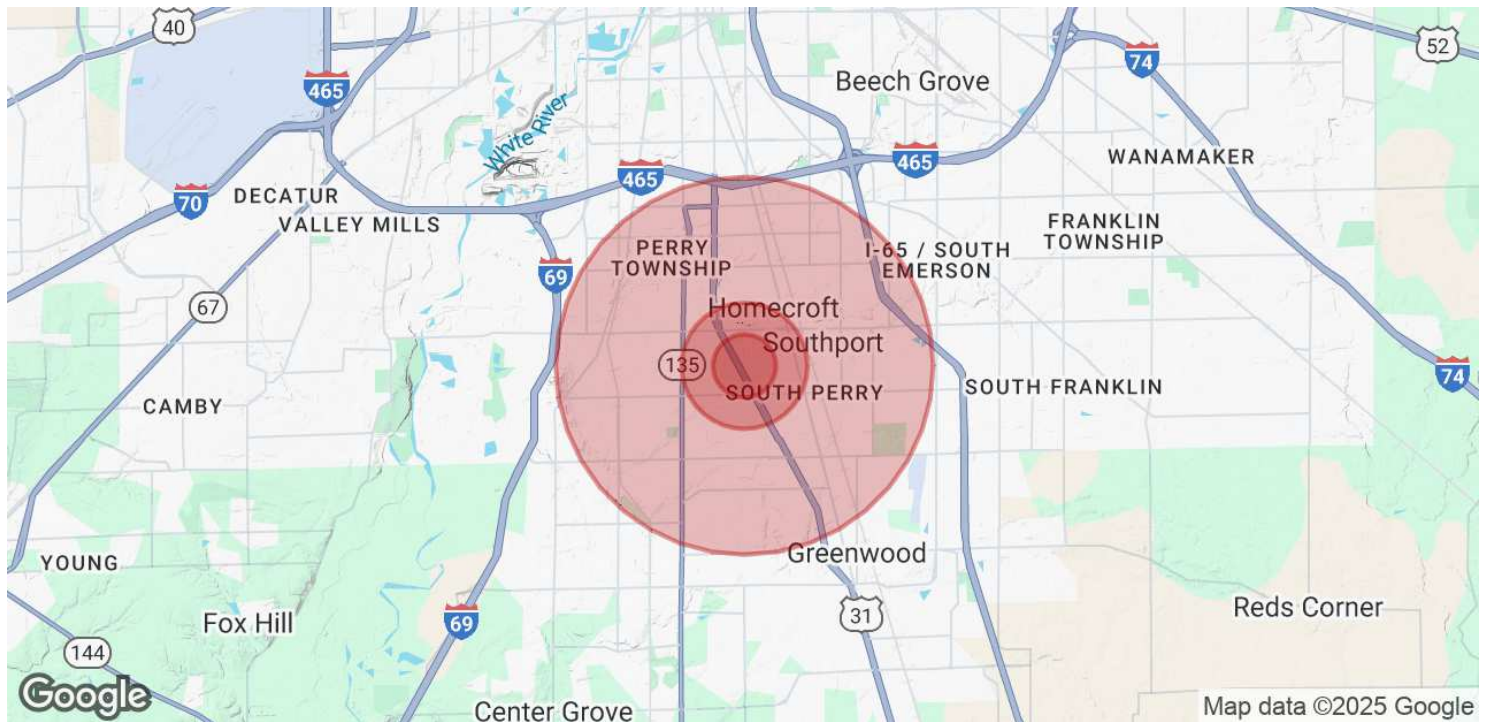 40
52
465
74
Beech Grove
White River
465
465
WANAMAKER
70
DECATUR
VALLEY MILLS
FRANKLIN
TOWNSHIP
PERRY
TOWNSHIP
I-65 / SOUTH
EMERSON
69
67
Homecroft
Southport
135
SOUTH PERRY
SOUTH FRANKLIN
74
CAMBY
YOUNG
Greenwood
Fox Hill
69
31
Reds Corner
144
Google
Center Grove
Map data ©2025 Google